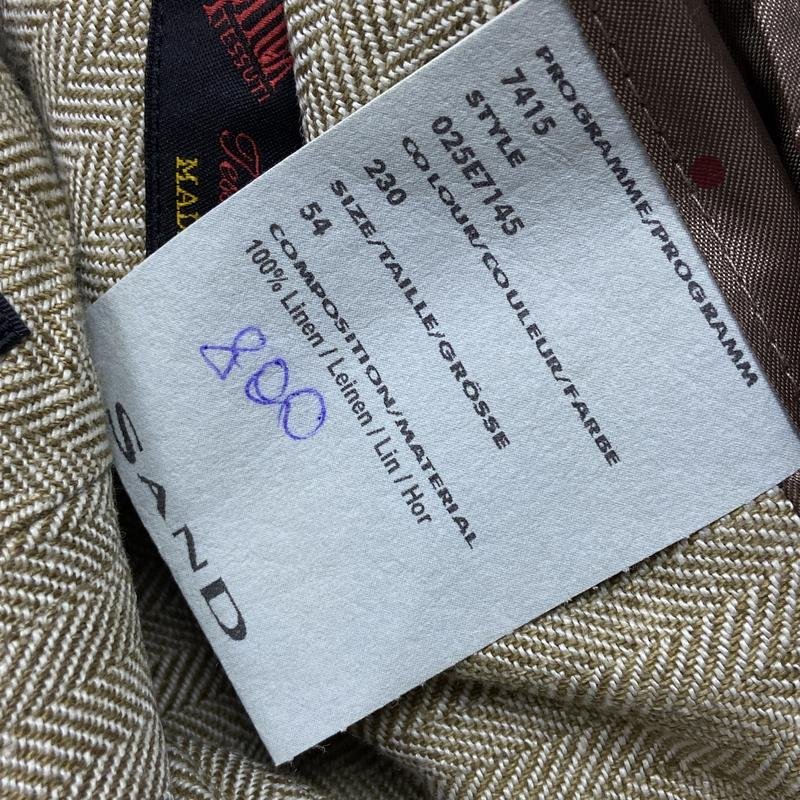 PROGRAMME/PROGRAMM
7415
STYLE
025E7145
COLOUR/COULEUR/FARBE
230
SIZE/TAILLE/GRÖSSE
54
COMPOSITION/MATERIAL
100% Linen / Leinen / Lin / Hør
800
SAND
TESSUTI